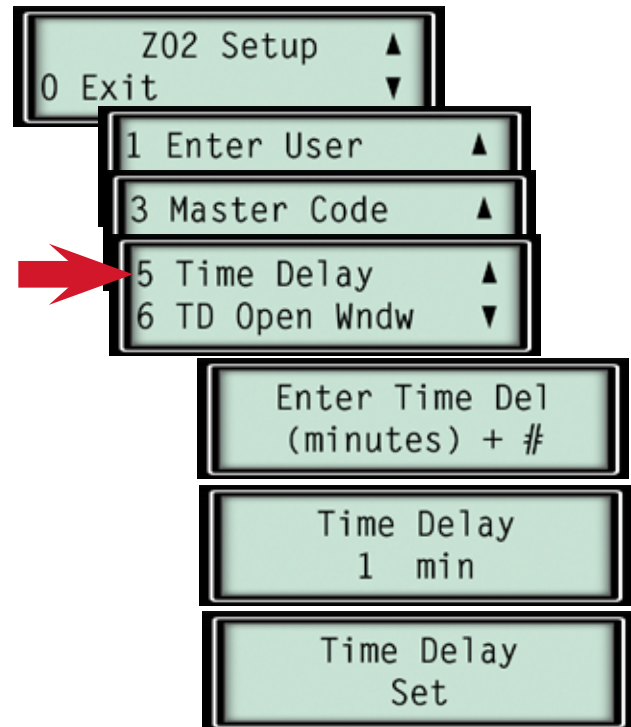 Z02 Setup ▲
0 Exit ▼
1 Enter User ▲
3 Master Code ▲
5 Time Delay ▲
6 TD Open Wndw ▼
Enter Time Del
(minutes) + #
Time Delay
1 min
Time Delay
Set